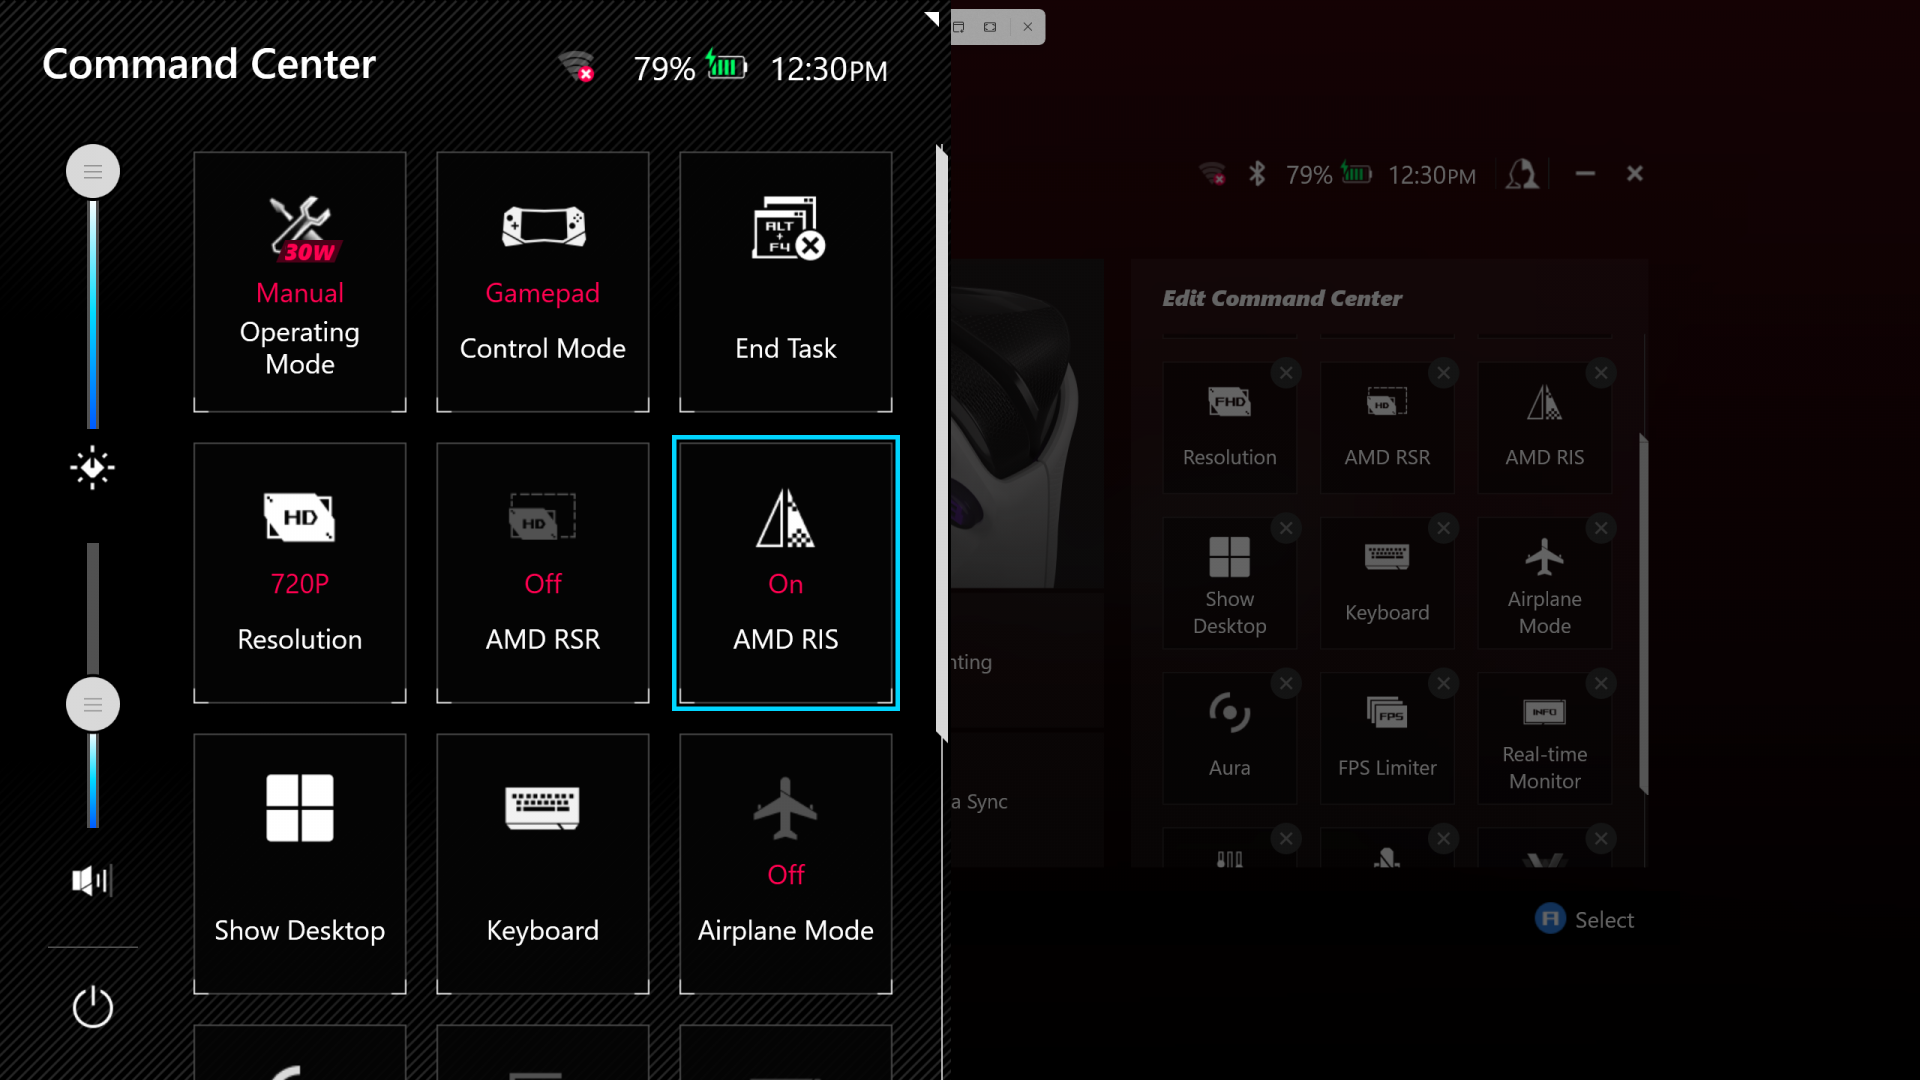 Command Center
79%
12:30PM
30W
Manual
Operating
Mode
Gamepad
Control Mode
ALT
+
F4
End Task
HD
720P
Resolution
HD
Off
AMD RSR
On
AMD RIS
Show Desktop
Keyboard
Off
Airplane Mode
79%
12:30PM
Edit Command Center
FHD
Resolution
HD
AMD RSR
AMD RIS
Show
Desktop
Keyboard
Airplane
Mode
Aura
FPS
FPS Limiter
INFO
Real-time
Monitor
nting
a Sync
A
Select